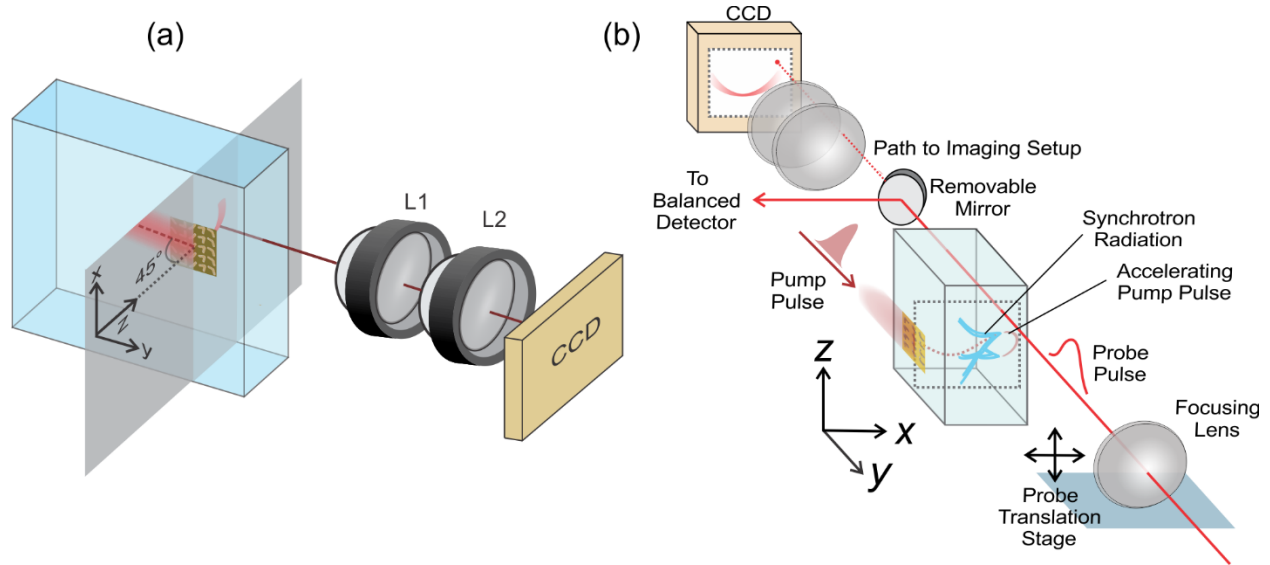 (a)
L1
L2
CCD
45°
x
z
y
(b)
CCD
Path to Imaging Setup
To
Balanced
Detector
Removable
Mirror
Synchrotron
Radiation
Pump
Pulse
Accelerating
Pump Pulse
Probe
Pulse
z
x
y
Focusing
Lens
Probe
Translation
Stage